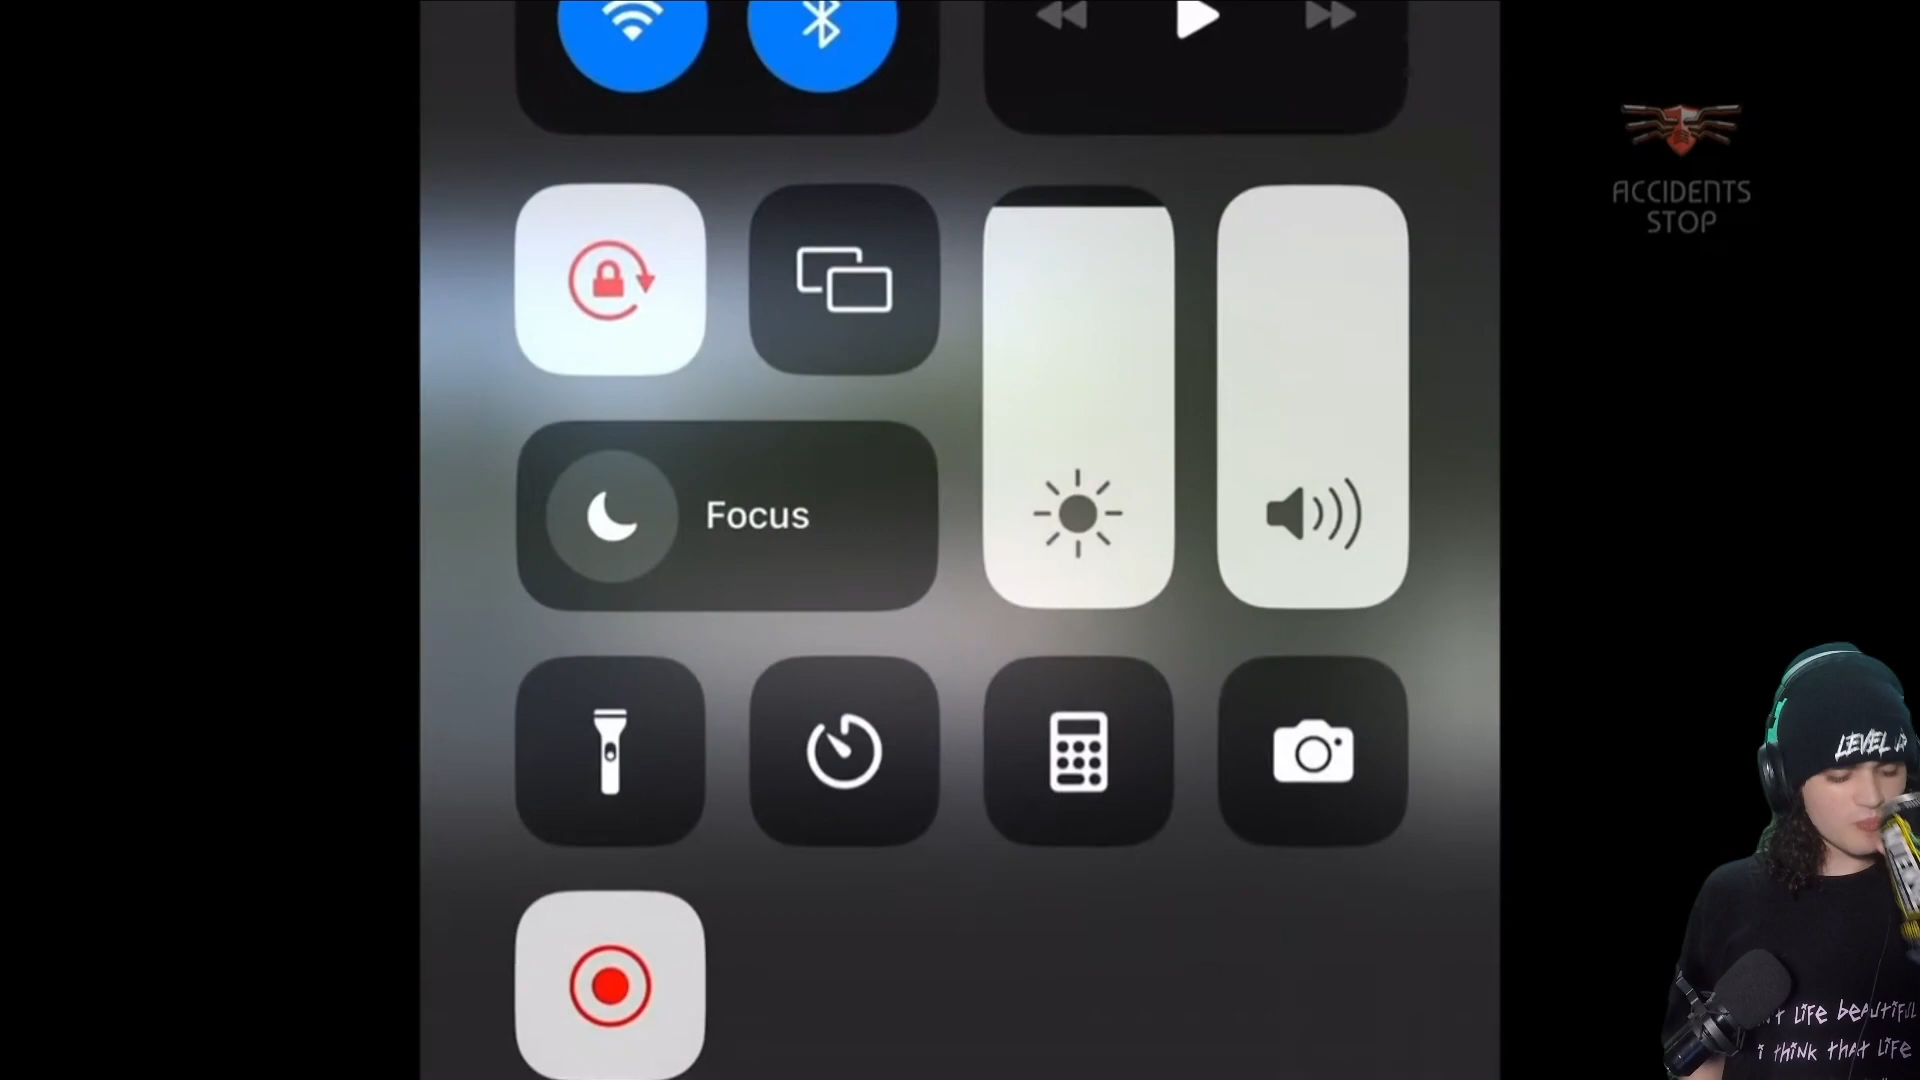 ACCIDENTS
STOP
Focus
LEVEL
LIFE BEAUTIFUL
i THINK THAT LIFE